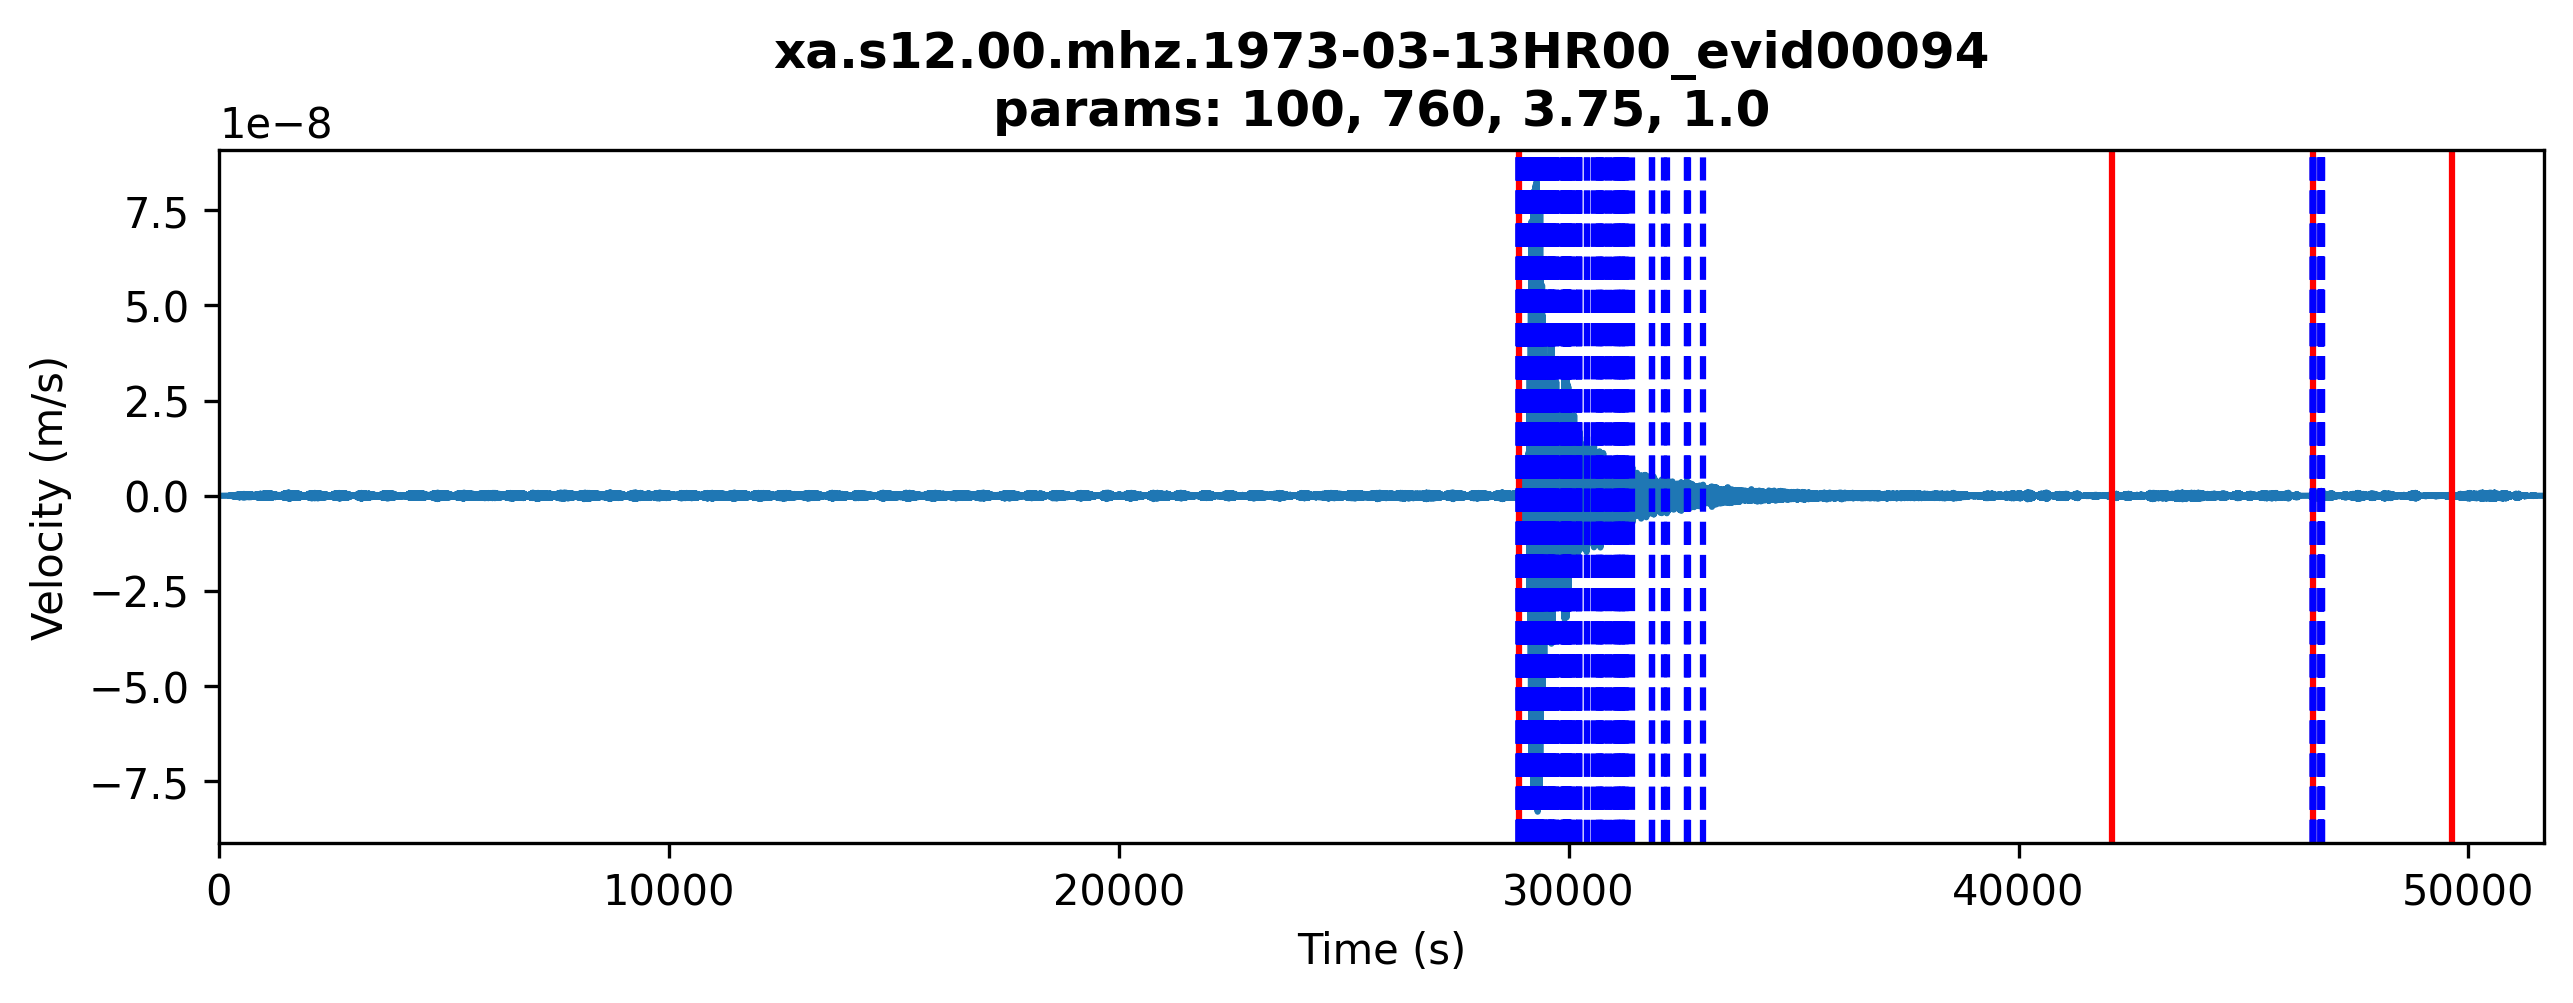 xa.s12.00.mhz.1973-03-13HR00_evid00094
params: 100, 760, 3.75, 1.0
1e−8
7.5
5.0
2.5
0.0
−2.5
−5.0
−7.5
Velocity (m/s)
0 10000 20000 30000 40000 50000
Time (s)